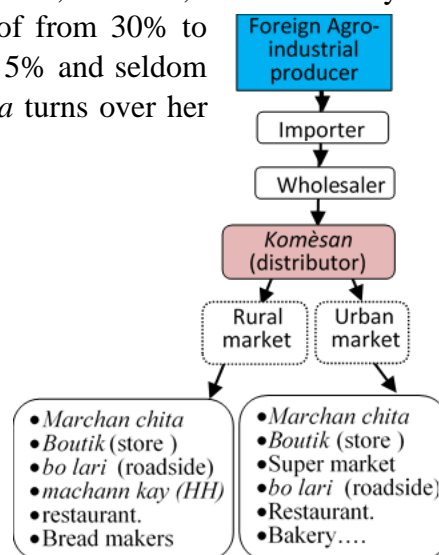 of from 30% to
5% and seldom
a turns over her
Foreign Agro-
industrial
producer
Importer
Wholesaler
Komèsan
(distributor)
Rural
market
Urban
market
•Marchan chita
•Boutik (store )
•bo lari (roadside)
•machann kay (HH)
•restaurant.
•Bread makers
•Marchan chita
•Boutik (store )
•Super market
•bo lari (roadside)
•Restaurant.
•Bakery....